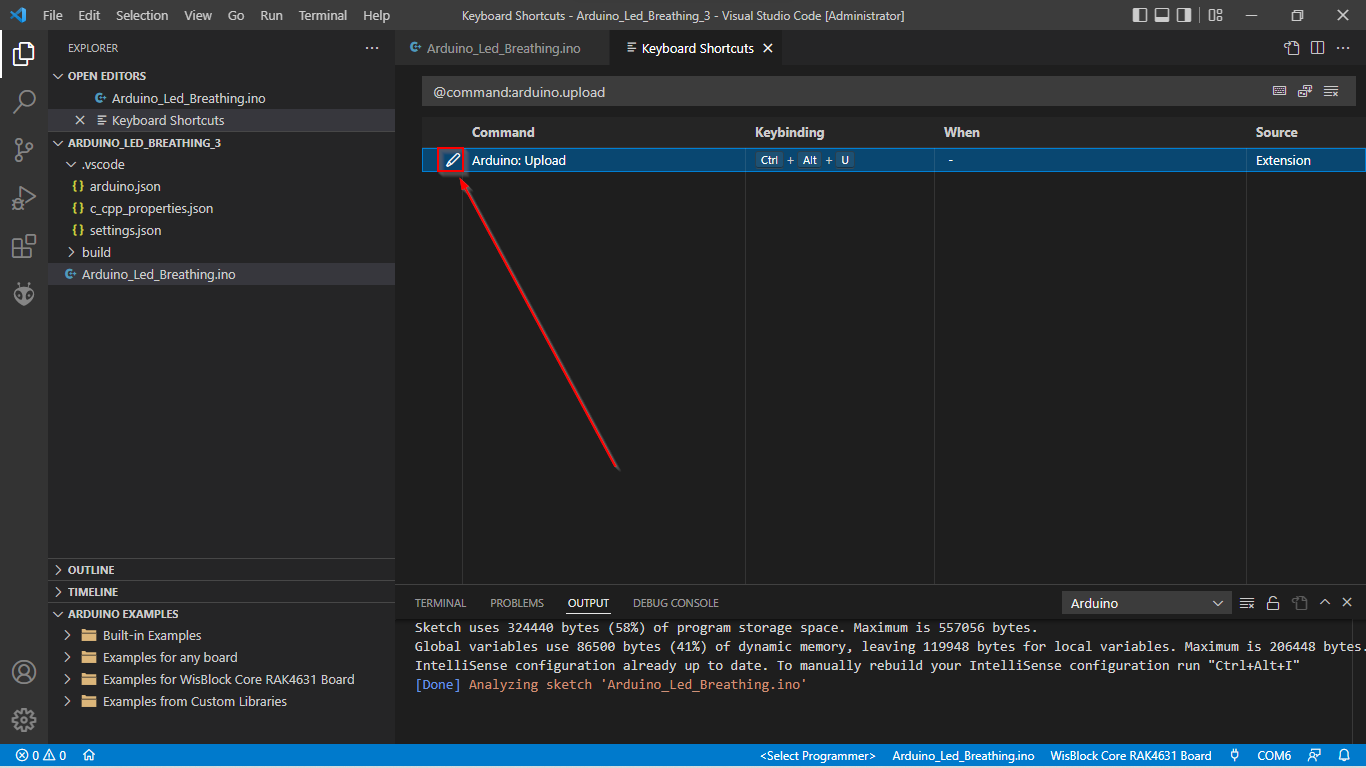 File Edit Selection View Go Run Terminal Help
Keyboard Shortcuts - Arduino_Led_Breathing_3 - Visual Studio Code [Administrator]
EXPLORER
OPEN EDITORS
Arduino_Led_Breathing.ino
Keyboard Shortcuts
ARDUINO_LED_BREATHING_3
.vscode
{} arduino.json
{} c_cpp_properties.json
{} settings.json
build
Arduino_Led_Breathing.ino
OUTLINE
TIMELINE
ARDUINO EXAMPLES
Built-in Examples
Examples for any board
Examples for WisBlock Core RAK4631 Board
Examples from Custom Libraries
Arduino_Led_Breathing.ino
Keyboard Shortcuts
@command:arduino.upload
Command Keybinding When Source
Arduino: Upload Ctrl + Alt + U - Extension
TERMINAL PROBLEMS OUTPUT DEBUG CONSOLE
Arduino
Sketch uses 324440 bytes (58%) of program storage space. Maximum is 557056 bytes.
Global variables use 86500 bytes (41%) of dynamic memory, leaving 119948 bytes for local variables. Maximum is 206448 bytes.
IntelliSense configuration already up to date. To manually rebuild your IntelliSense configuration run "Ctrl+Alt+I"
[Done] Analyzing sketch 'Arduino_Led_Breathing.ino'
0 0 <Select Programmer> Arduino_Led_Breathing.ino WisBlock Core RAK4631 Board COM6